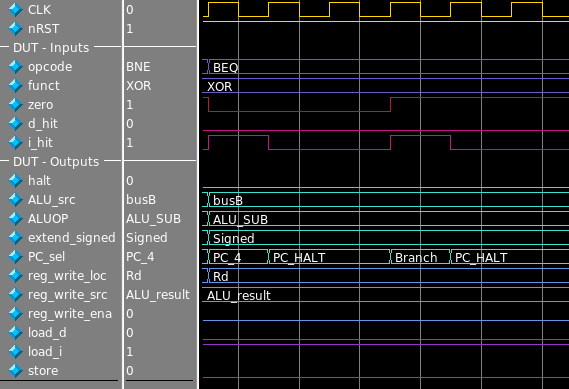 CLK 0
nRST 1
DUT - Inputs
opcode BNE BEQ
funct XOR XOR
zero 1
d_hit 0
i_hit 1
DUT - Outputs
halt 0
ALU_src busB busB
ALUOP ALU_SUB ALU_SUB
extend_signed Signed Signed
PC_sel PC_4 PC_4 PC_HALT Branch PC_HALT
reg_write_loc Rd Rd
reg_write_src ALU_result ALU_result
reg_write_ena 0
load_d 0
load_i 1
store 0